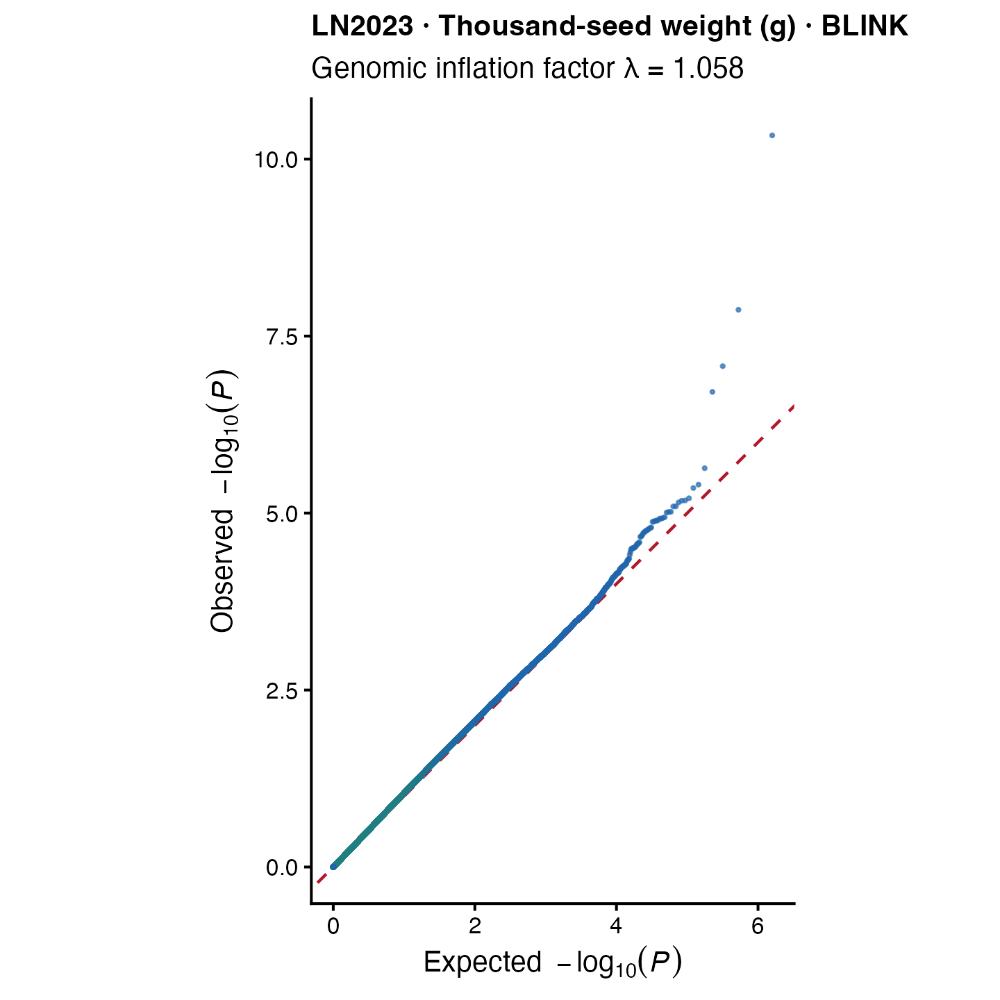 LN2023 · Thousand-seed weight (g) · BLINK
Genomic inflation factor λ = 1.058
10.0
7.5
5.0
2.5
0.0
Observed −log10(P)
0 2 4 6
Expected −log10(P)